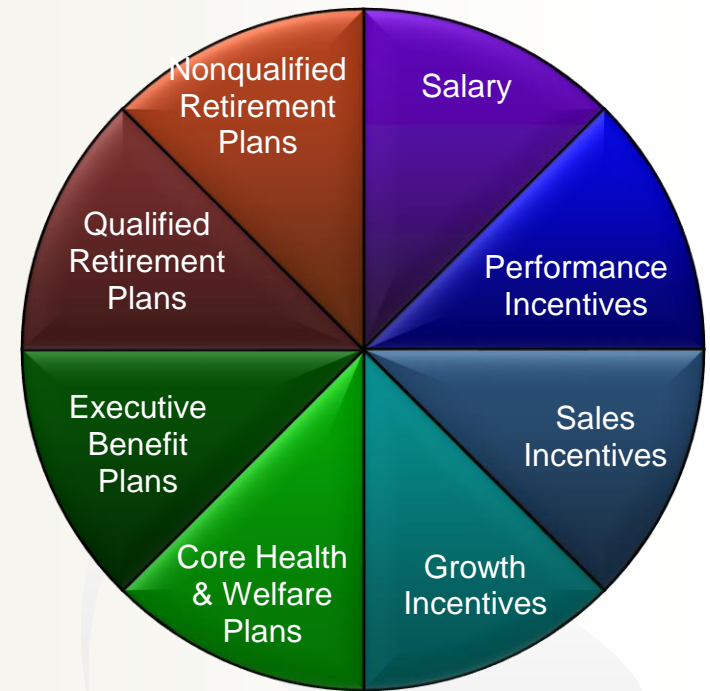 Salary
Performance
Incentives
Sales
Incentives
Growth
Incentives
Core Health
& Welfare
Plans
Executive
Benefit
Plans
Qualified
Retirement
Plans
Nonqualified
Retirement
Plans